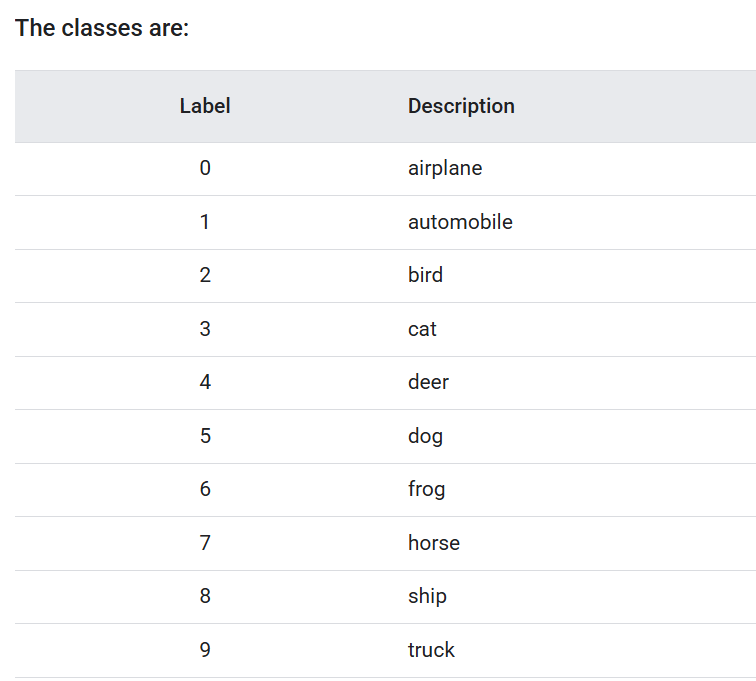 The classes are:
Label Description
0 airplane
1 automobile
2 bird
3 cat
4 deer
5 dog
6 frog
7 horse
8 ship
9 truck